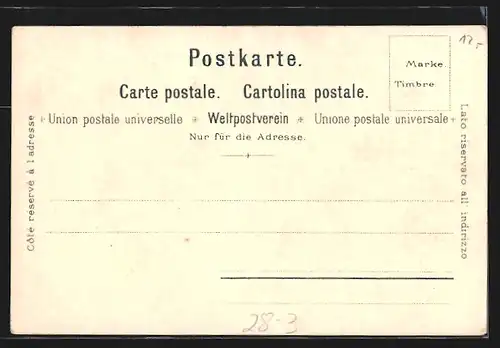 Postkarte.
12,-
Marke.
Timbre.
Carte postale. Cartolina postale.
Union postale universelle * Weltpostverein * Unione postale universale
Nur für die Adresse.
Côté réservé à l'adresse
Lato riservato all' indirizzo
28-3